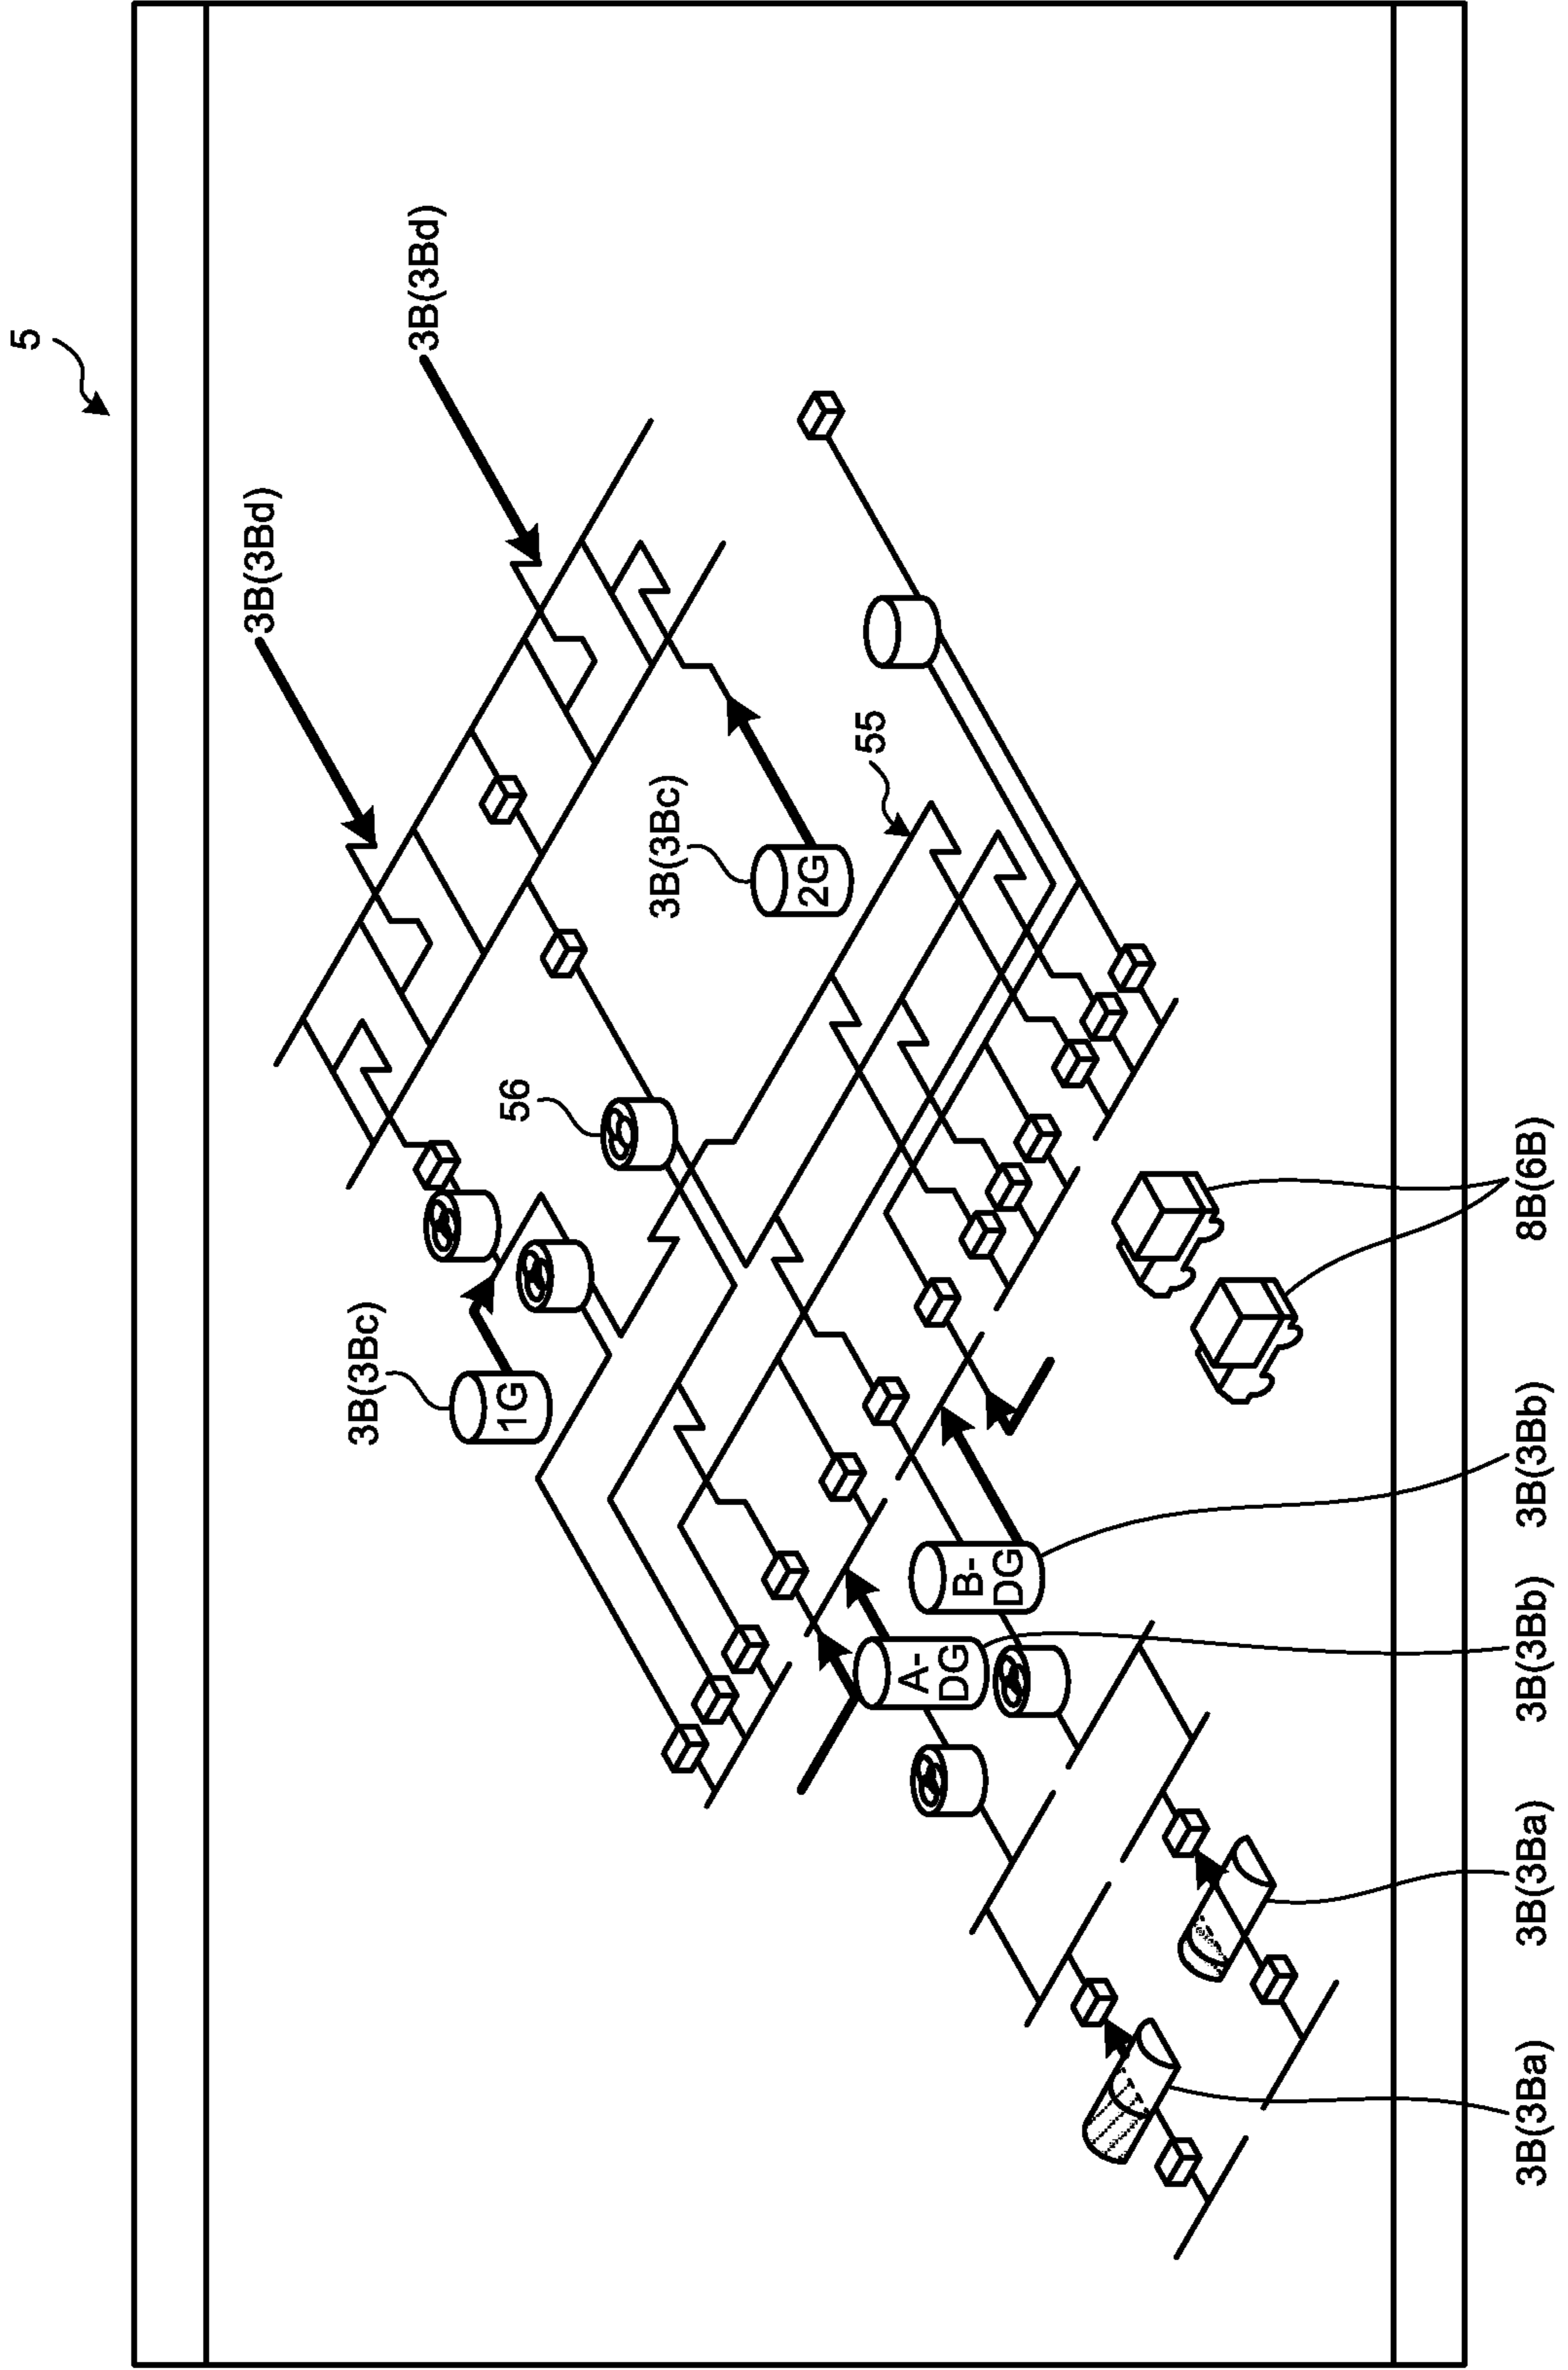 5
3B(3Bd)
3B(3Bd)
3B(3Bc)
1G
56
3B(3Bc)
2G
55
A-
DG
B-
DG
3B(3Ba)
3B(3Ba)
3B(3Bb)
3B(3Bb)
8B(6B)